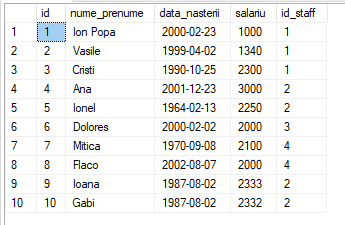 id nume_prenume data_nasterii salariu id_staff
1 1 Ion Popa 2000-02-23 1000 1
2 2 Vasile 1999-04-02 1340 1
3 3 Cristi 1990-10-25 2300 1
4 4 Ana 2001-12-23 3000 2
5 5 Ionel 1964-02-13 2250 2
6 6 Dolores 2000-02-02 2000 3
7 7 Mitica 1970-09-08 2100 4
8 8 Flaco 2002-08-07 2000 4
9 9 Ioana 1987-08-02 2333 2
10 10 Gabi 1987-08-02 2332 2